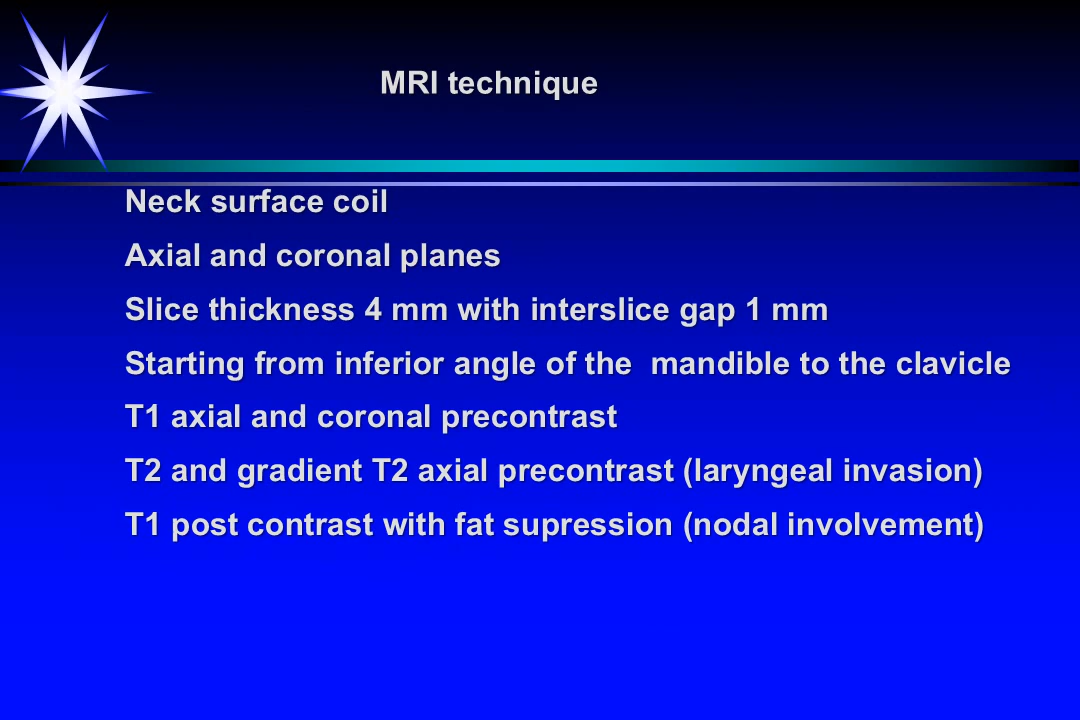 MRI technique
Neck surface coil
Axial and coronal planes
Slice thickness 4 mm with interslice gap 1 mm
Starting from inferior angle of the  mandible to the clavicle
T1 axial and coronal precontrast
T2 and gradient T2 axial precontrast (laryngeal invasion)
T1 post contrast with fat supression (nodal involvement)